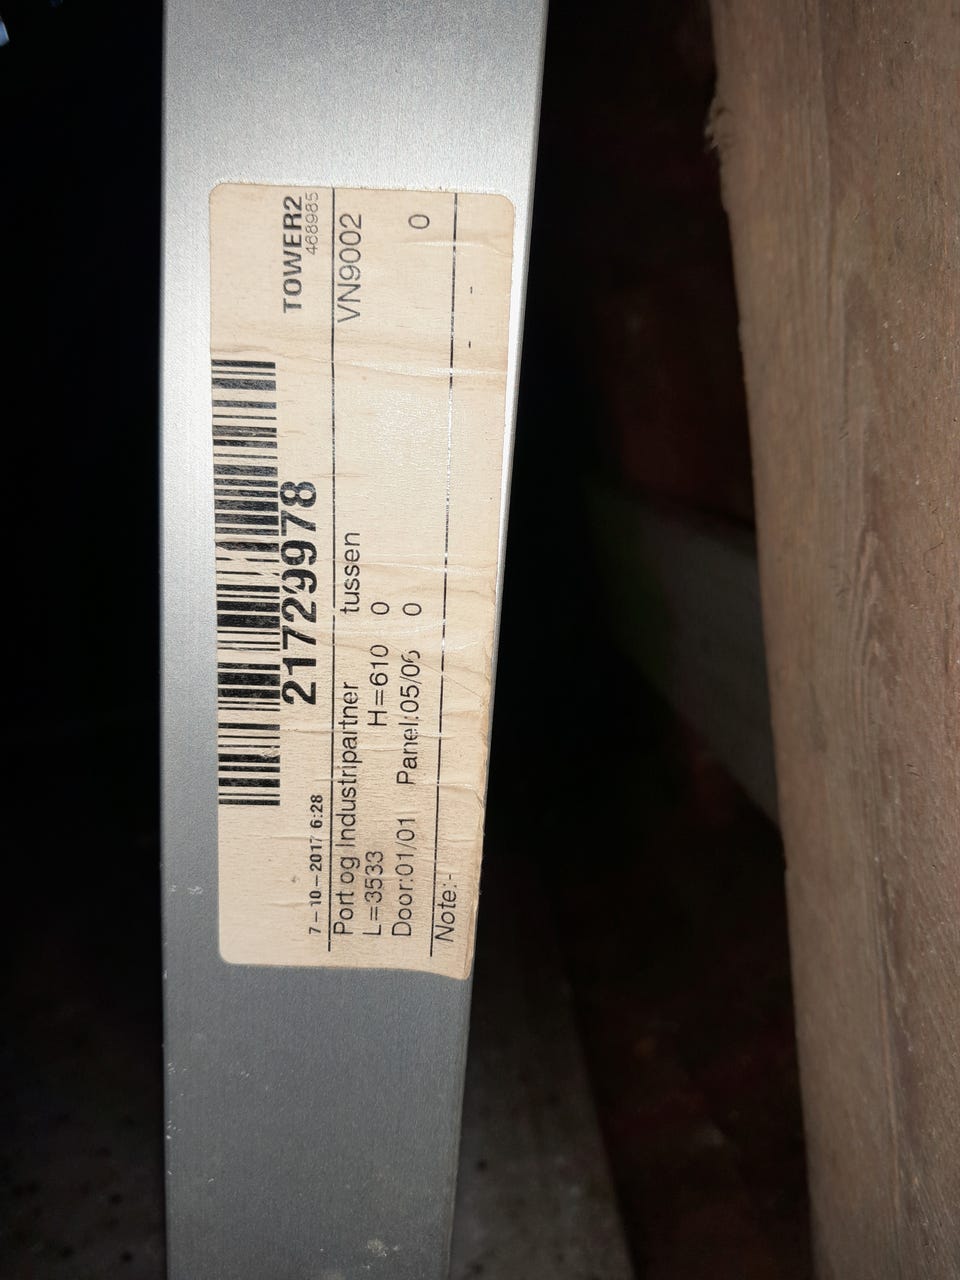 TOWER2
468985
21729978
7-10-2017 6:28
Port og Industripartner tussen VN9002
L=3533 H=610 0
Door:01/01 Panel:05/06 0 0
Note:- - -